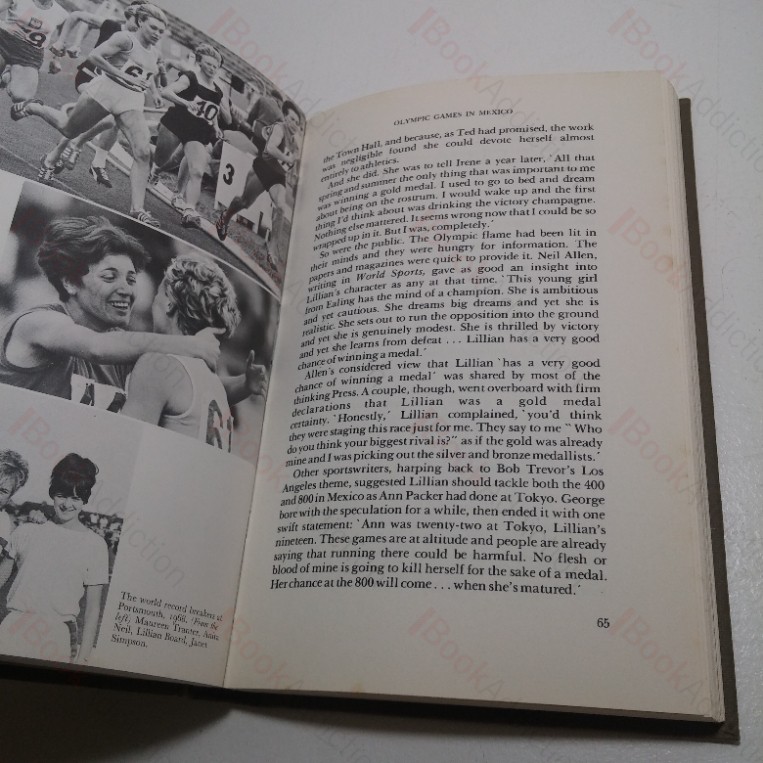 29
61
40
3
The world record breakers at
Portsmouth, 1968. (From the
left) Maureen Tranter,
Neil, Lillian Board, Janet
Simpson.
OLYMPIC GAMES IN MEXICO
the Town Hall, and because, as Ted had promised, the work
was negligible found she could devote herself almost
entirely to athletics.
And she did. She was to tell Irene a year later, 'All that
spring and summer the only thing that was important to me
was winning a gold medal. I used to go to bed and dream
about being on the rostrum. I would wake up and the first
thing I'd think about was drinking the victory champagne.
Nothing else mattered. It seems wrong now that I could be so
wrapped up in it. But I was, completely.'
So were the public. The Olympic flame had been lit in
their minds and they were hungry for information. The
papers and magazines were quick to provide it. Neil Allen,
writing in World Sports, gave as good an insight into
Lillian's character as any at that time. 'This young girl
from Ealing has the mind of a champion. She is ambitious
and yet cautious. She dreams big dreams and yet she is
realistic. She sets out to run the opposition into the ground
and yet she is genuinely modest. She is thrilled by victory
and yet she learns from defeat . . . Lillian has a very good
chance of winning a medal.'
Allen's considered view that Lillian 'has a very good
chance of winning a medal' was shared by most of the
thinking Press. A couple, though, went overboard with firm
declarations that Lillian was a gold medal
certainty. 'Honestly,' Lillian complained, 'you'd think
they were staging this race just for me. They say to me " Who
do you think your biggest rival is?" as if the gold was already
mine and I was picking out the silver and bronze medallists.'
Other sportswriters, harping back to Bob Trevor's Los
Angeles theme, suggested Lillian should tackle both the 400
and 800 in Mexico as Ann Packer had done at Tokyo. George
bore with the speculation for a while, then ended it with one
swift statement: 'Ann was twenty-two at Tokyo, Lillian's
nineteen. These games are at altitude and people are already
saying that running there could be harmful. No flesh or
blood of mine is going to kill herself for the sake of a medal.
Her chance at the 800 will come . . . when she's matured.'
65
BookAddiction